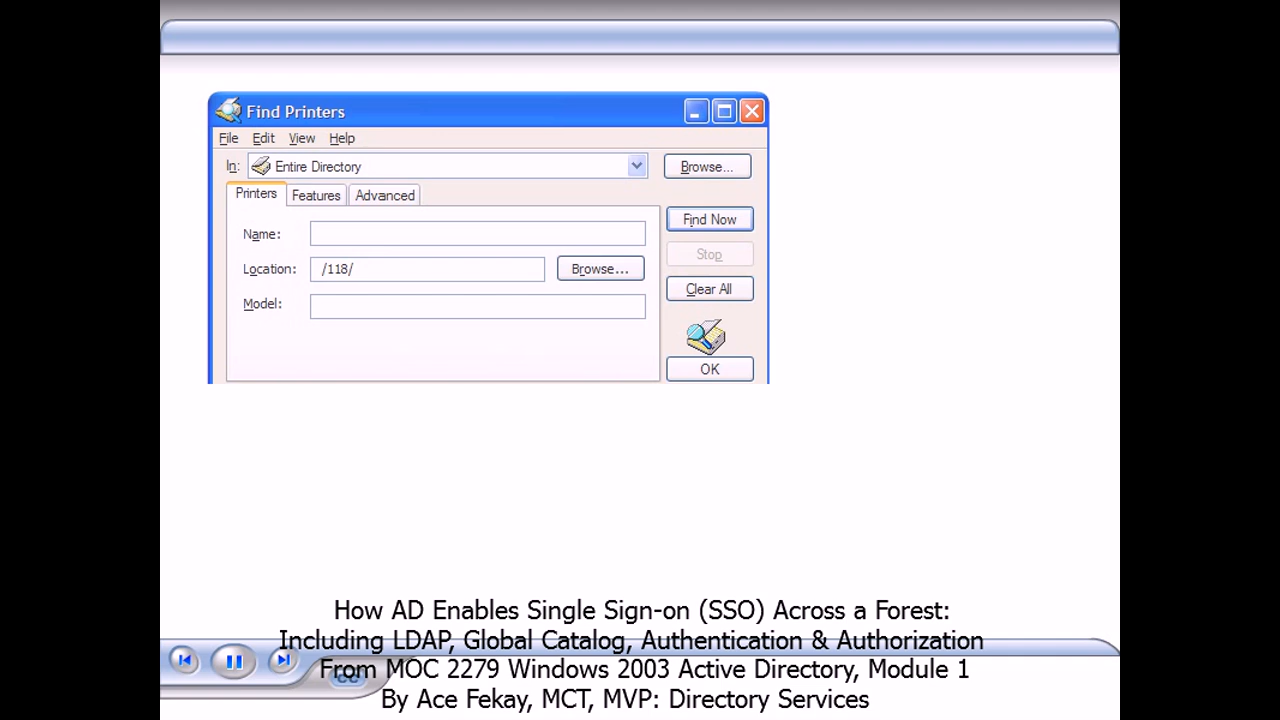 Find Printers
File Edit View Help
In: Entire Directory Browse...
Printers Features Advanced
Find Now
Name:
Stop
Location: /118/ Browse...
Clear All
Model:
OK
How AD Enables Single Sign-on (SSO) Across a Forest:
Including LDAP, Global Catalog, Authentication & Authorization
From MOC 2279 Windows 2003 Active Directory, Module 1
CC
By Ace Fekay, MCT, MVP: Directory Services